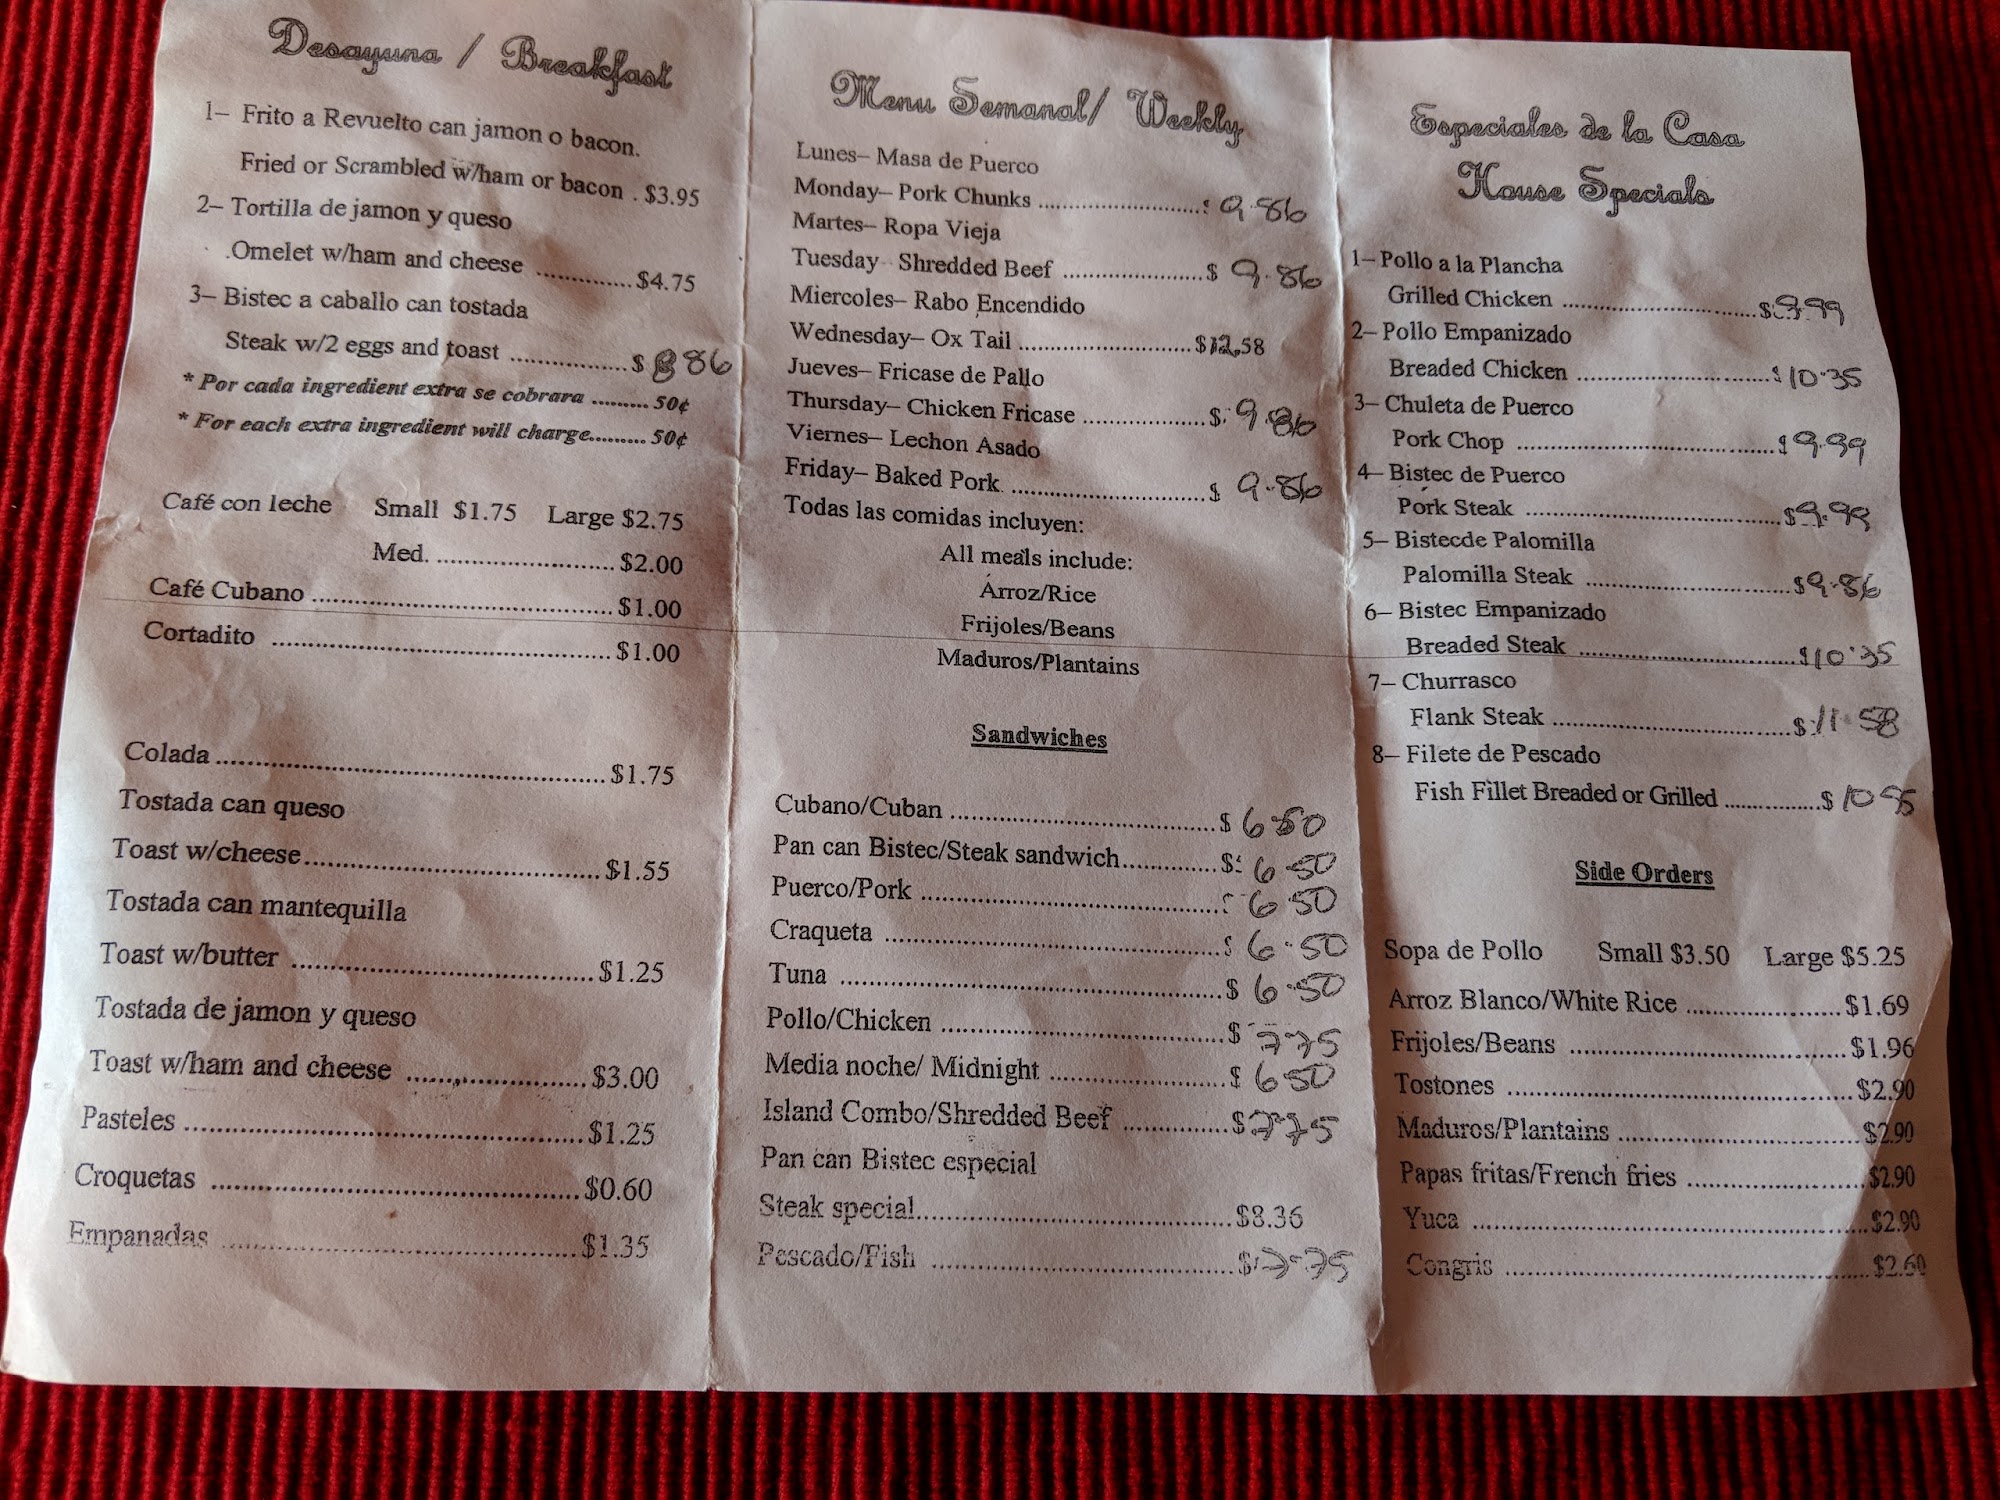 Desayuna / Breakfast
1– Frito a Revuelto can jamon o bacon.
Fried or Scrambled w/ham or bacon . $3.95
2– Tortilla de jamon y queso
.Omelet w/ham and cheese ............$4.75
3– Bistec a caballo can tostada
Steak w/2 eggs and toast ...............$ 8 86
* Por cada ingredient extra se cobrara .......... 50¢
* For each extra ingredient will charge.......... 50¢
Café con leche Small $1.75 Large $2.75
Med. ......................... $2.00
Café Cubano .......................................... $1.00
Cortadito ............................................... $1.00
Colada ..................................................... $1.75
Tostada can queso
Toast w/cheese......................................... $1.55
Tostada can mantequilla
Toast w/butter ......................................... $1.25
Tostada de jamon y queso
Toast w/ham and cheese ......................... $3.00
Pasteles ....................................................$1.25
Croquetas ................................................$0.60
Empanadas ..............................................$1.35
Menu Semanal/ Weekly
Lunes– Masa de Puerco
Monday– Pork Chunks ........................: 9.86
Martes– Ropa Vieja
Tuesday Shredded Beef .....................$ 9.86
Miercoles– Rabo Encendido
Wednesday– Ox Tail ..........................$12.58
Jueves– Fricase de Pallo
Thursday– Chicken Fricase ..................$. 9.86
Viernes– Lechon Asado
Friday– Baked Pork .............................$ 9.86
Todas las comidas incluyen:
All meals include:
Arroz/Rice
Frijoles/Beans
Maduros/Plantains
Sandwiches
Cubano/Cuban ........................................$ 6.50
Pan can Bistec/Steak sandwich..............$: 6.50
Puerco/Pork ............................................: 6.50
Craqueta .................................................$ 6.50
Tuna .......................................................$ 6.50
Pollo/Chicken .........................................$ 7.75
Media noche/ Midnight ..........................$ 6.50
Island Combo/Shredded Beef ...............$7.75
Pan can Bistec especial
Steak special............................................$8.36
Pescado/Fish ..........................................$ 7.75
Especiales de la Casa
House Specials
1– Pollo a la Plancha
Grilled Chicken ............................$9.99
2– Pollo Empanizado
Breaded Chicken ...........................$10.35
3– Chuleta de Puerco
Pork Chop .....................................$9.99
4– Bistec de Puerco
Pork Steak .....................................$9.99
5– Bistecde Palomilla
Palomilla Steak ..............................$9.86
6– Bistec Empanizado
Breaded Steak ................................$10.35
7– Churrasco
Flank Steak ...................................$11.58
8– Filete de Pescado
Fish Fillet Breaded or Grilled ..............$ 10 95
Side Orders
Sopa de Pollo Small $3.50 Large $5.25
Arroz Blanco/White Rice ......................$1.69
Frijoles/Beans ........................................$1.96
Tostones ..................................................$2.90
Maduros/Plantains ...................................$2.90
Papas fritas/French fries ..........................$2.90
Yuca .........................................................$2.90
Congris .....................................................$2.60